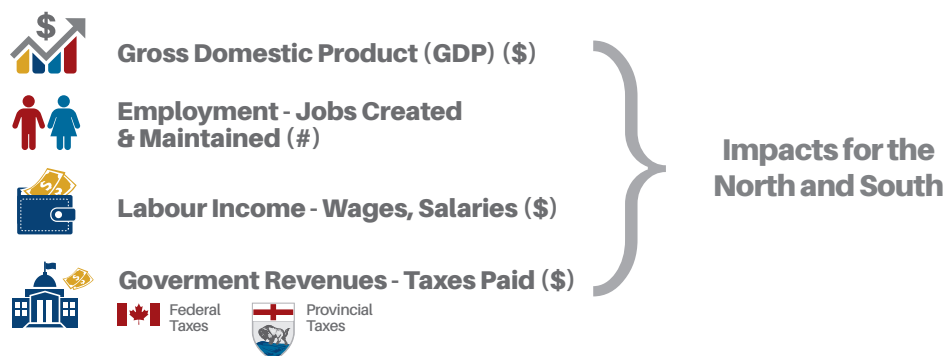 $
Gross Domestic Product (GDP) ($)
Employment - Jobs Created
& Maintained (#)
Labour Income - Wages, Salaries ($)
Goverment Revenues - Taxes Paid ($)
Federal
Taxes
Provincial
Taxes
Impacts for the
North and South